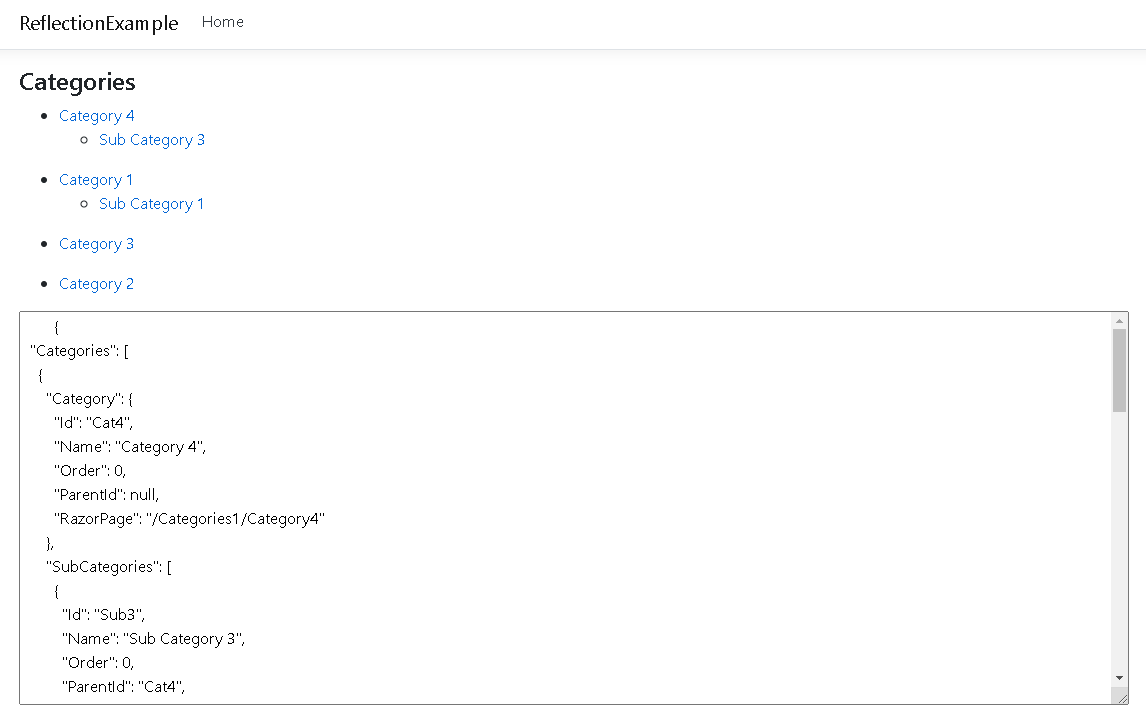 ReflectionExample Home
Categories
Category 4
Sub Category 3
Category 1
Sub Category 1
Category 3
Category 2
{
"Categories": [
{
"Category": {
"Id": "Cat4",
"Name": "Category 4",
"Order": 0,
"ParentId": null,
"RazorPage": "/Categories1/Category4"
},
"SubCategories": [
{
"Id": "Sub3",
"Name": "Sub Category 3",
"Order": 0,
"ParentId": "Cat4",